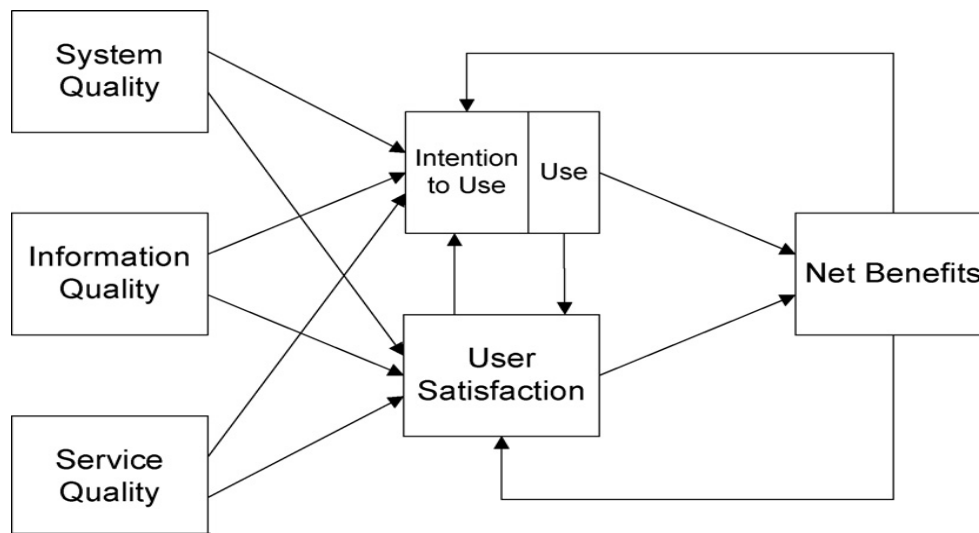 System
Quality
Intention
to Use
Use
Information
Quality
Net Benefits
User
Satisfaction
Service
Quality